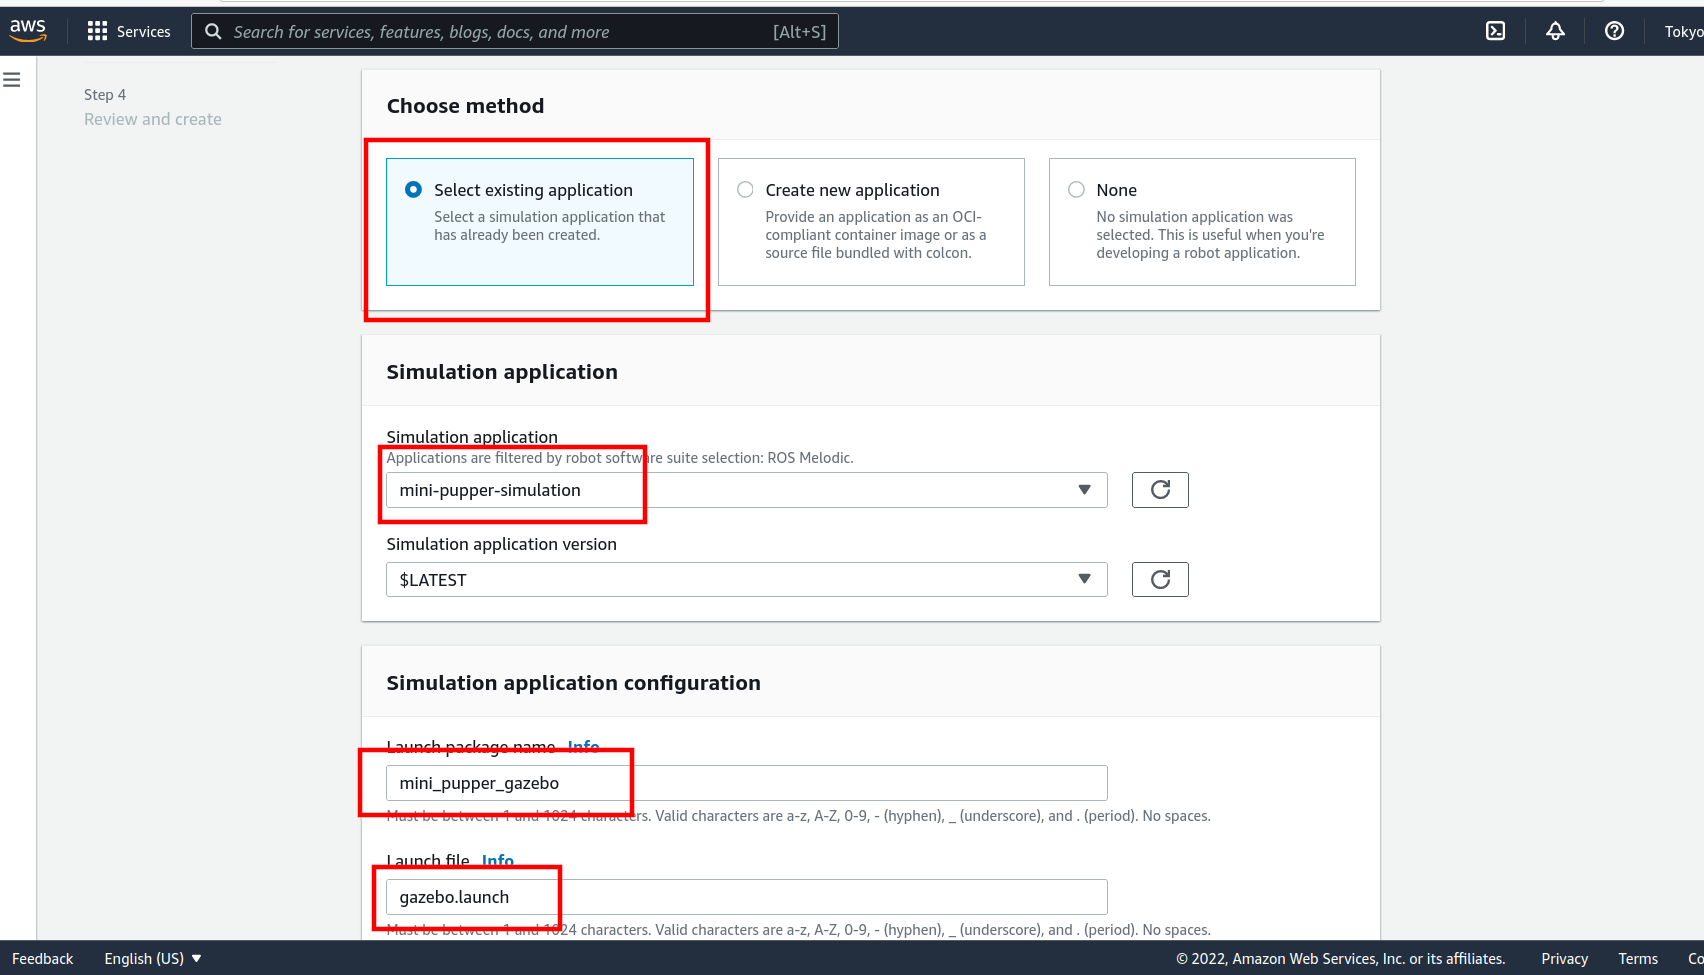 aws
Services
Search for services, features, blogs, docs, and more
[Alt+S]
Tokyo
Step 4
Review and create
Choose method
Select existing application
Select a simulation application that
has already been created.
Create new application
Provide an application as an OCI-
compliant container image or as a
source file bundled with colcon.
None
No simulation application was
selected. This is useful when you're
developing a robot application.
Simulation application
Simulation application
Applications are filtered by robot software suite selection: ROS Melodic.
mini-pupper-simulation
Simulation application version
$LATEST
Simulation application configuration
Launch package name Info
mini_pupper_gazebo
Must be between 1 and 1024 characters. Valid characters are a-z, A-Z, 0-9, - (hyphen), _ (underscore), and . (period). No spaces.
Launch file Info
gazebo.launch
Must be between 1 and 1024 characters. Valid characters are a-z, A-Z, 0-9, - (hyphen), _ (underscore), and . (period). No spaces.
Feedback
English (US)
© 2022, Amazon Web Services, Inc. or its affiliates.
Privacy
Terms
Co